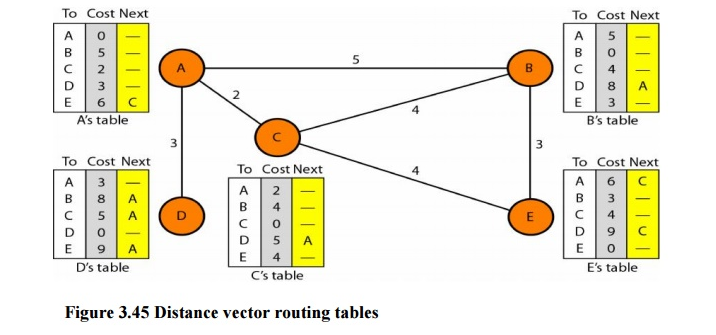 To Cost Next
A 0 —
B 5 —
C 2 —
D 3 —
E 6 C
A's table
To Cost Next
A 5 —
B 0 —
C 4 —
D 8 A
E 3 —
B's table
A
5
B
2
C
4
3
3
4
D
E
To Cost Next
A 3 —
B 8 A
C 5 A
D 0 —
E 9 A
D's table
To Cost Next
A 2 —
B 4 —
C 0 —
D 5 A
E 4 —
C's table
To Cost Next
A 6 C
B 3 —
C 4 —
D 9 C
E 0 —
E's table
Figure 3.45 Distance vector routing tables